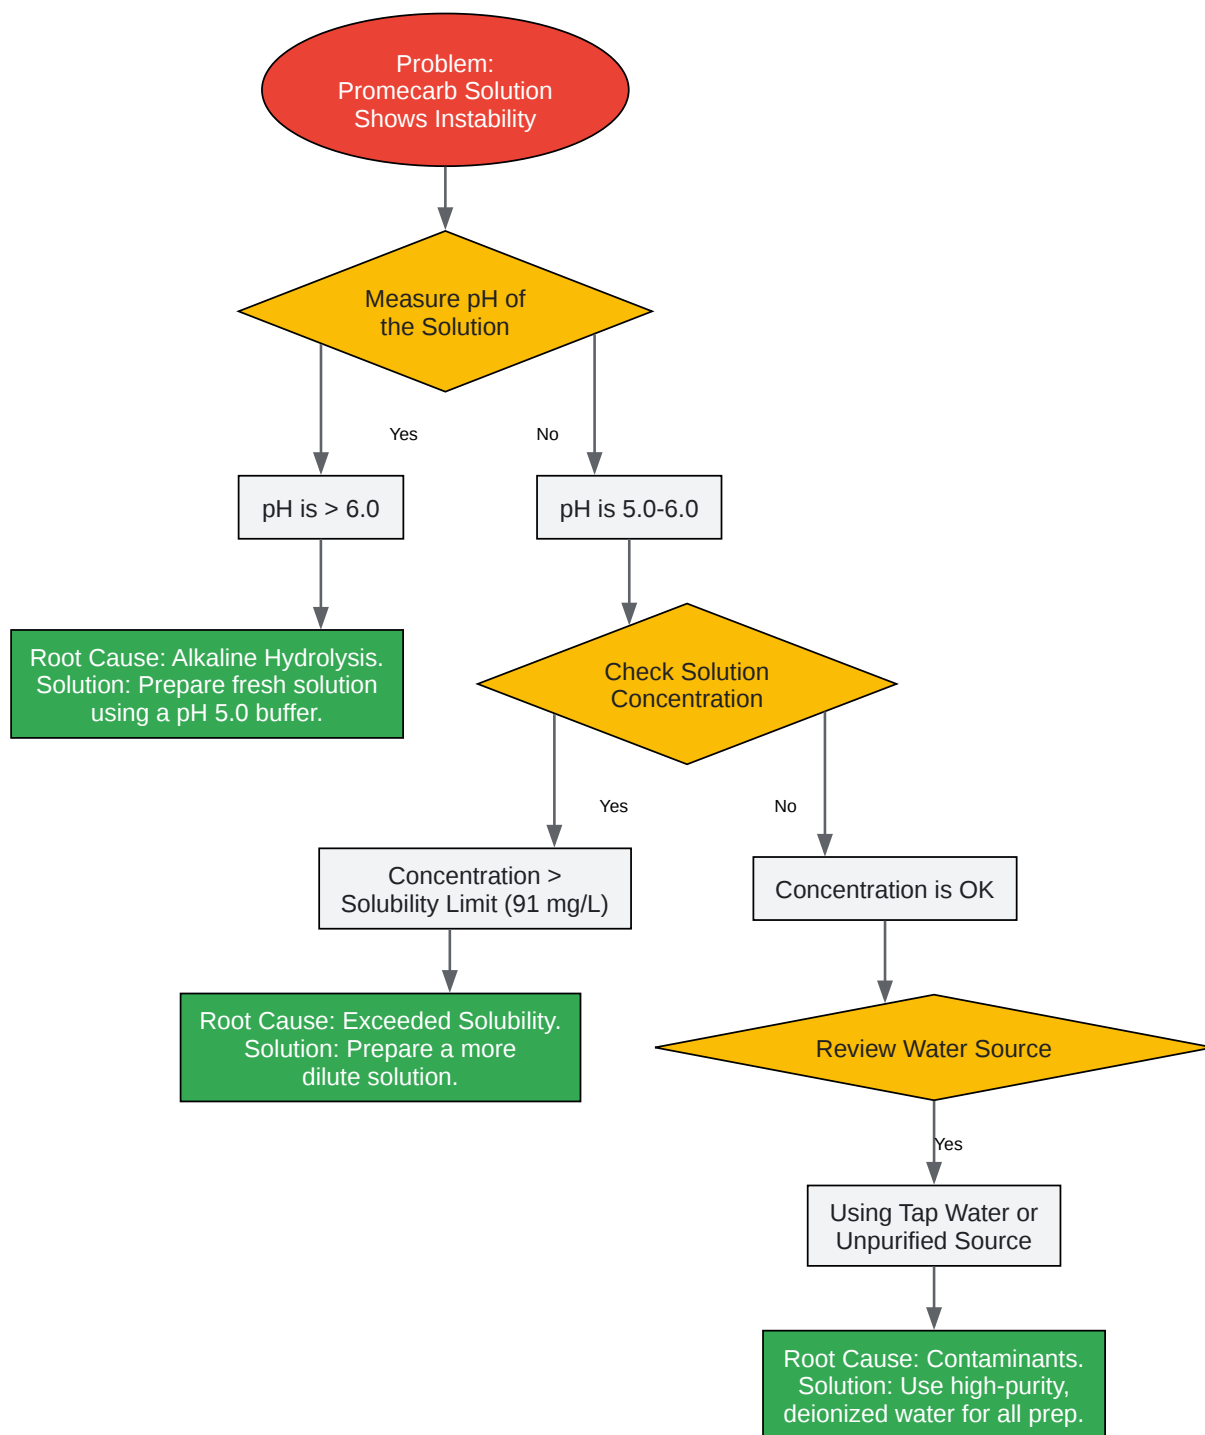 Problem:
Promecarb Solution
Shows Instability
Measure pH of
the Solution
Yes
No
pH is > 6.0
pH is 5.0-6.0
Root Cause: Alkaline Hydrolysis.
Solution: Prepare fresh solution
using a pH 5.0 buffer.
Check Solution
Concentration
Yes
No
Concentration >
Solubility Limit (91 mg/L)
Concentration is OK
Root Cause: Exceeded Solubility.
Solution: Prepare a more
dilute solution.
Review Water Source
Yes
Using Tap Water or
Unpurified Source
Root Cause: Contaminants.
Solution: Use high-purity,
deionized water for all prep.